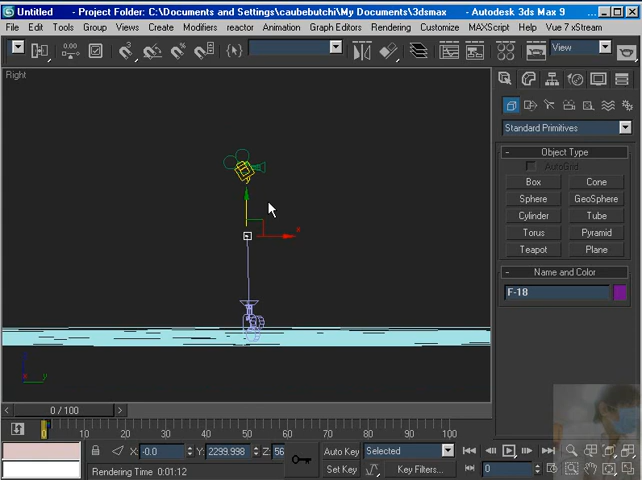 Untitled - Project Folder: C:\Documents and Settings\caubebutchi\My Documents\3dsmax - Autodesk 3ds Max 9
File Edit Tools Group Views Create Modifiers reactor Animation Graph Editors Rendering Customize MAXScript Help Vue 7 xStream
View
Right
Standard Primitives
- Object Type
AutoGrid
Box Cone
Sphere GeoSphere
Cylinder Tube
Torus Pyramid
Teapot Plane
- Name and Color
F-18
x
z
y
< 0 / 100 >
0 10 20 30 40 50 60 70 80 90 100
X: -0.0 Y: 2299.998 Z: 56 Auto Key Selected
Rendering Time 0:01:12 Set Key Key Filters... 0